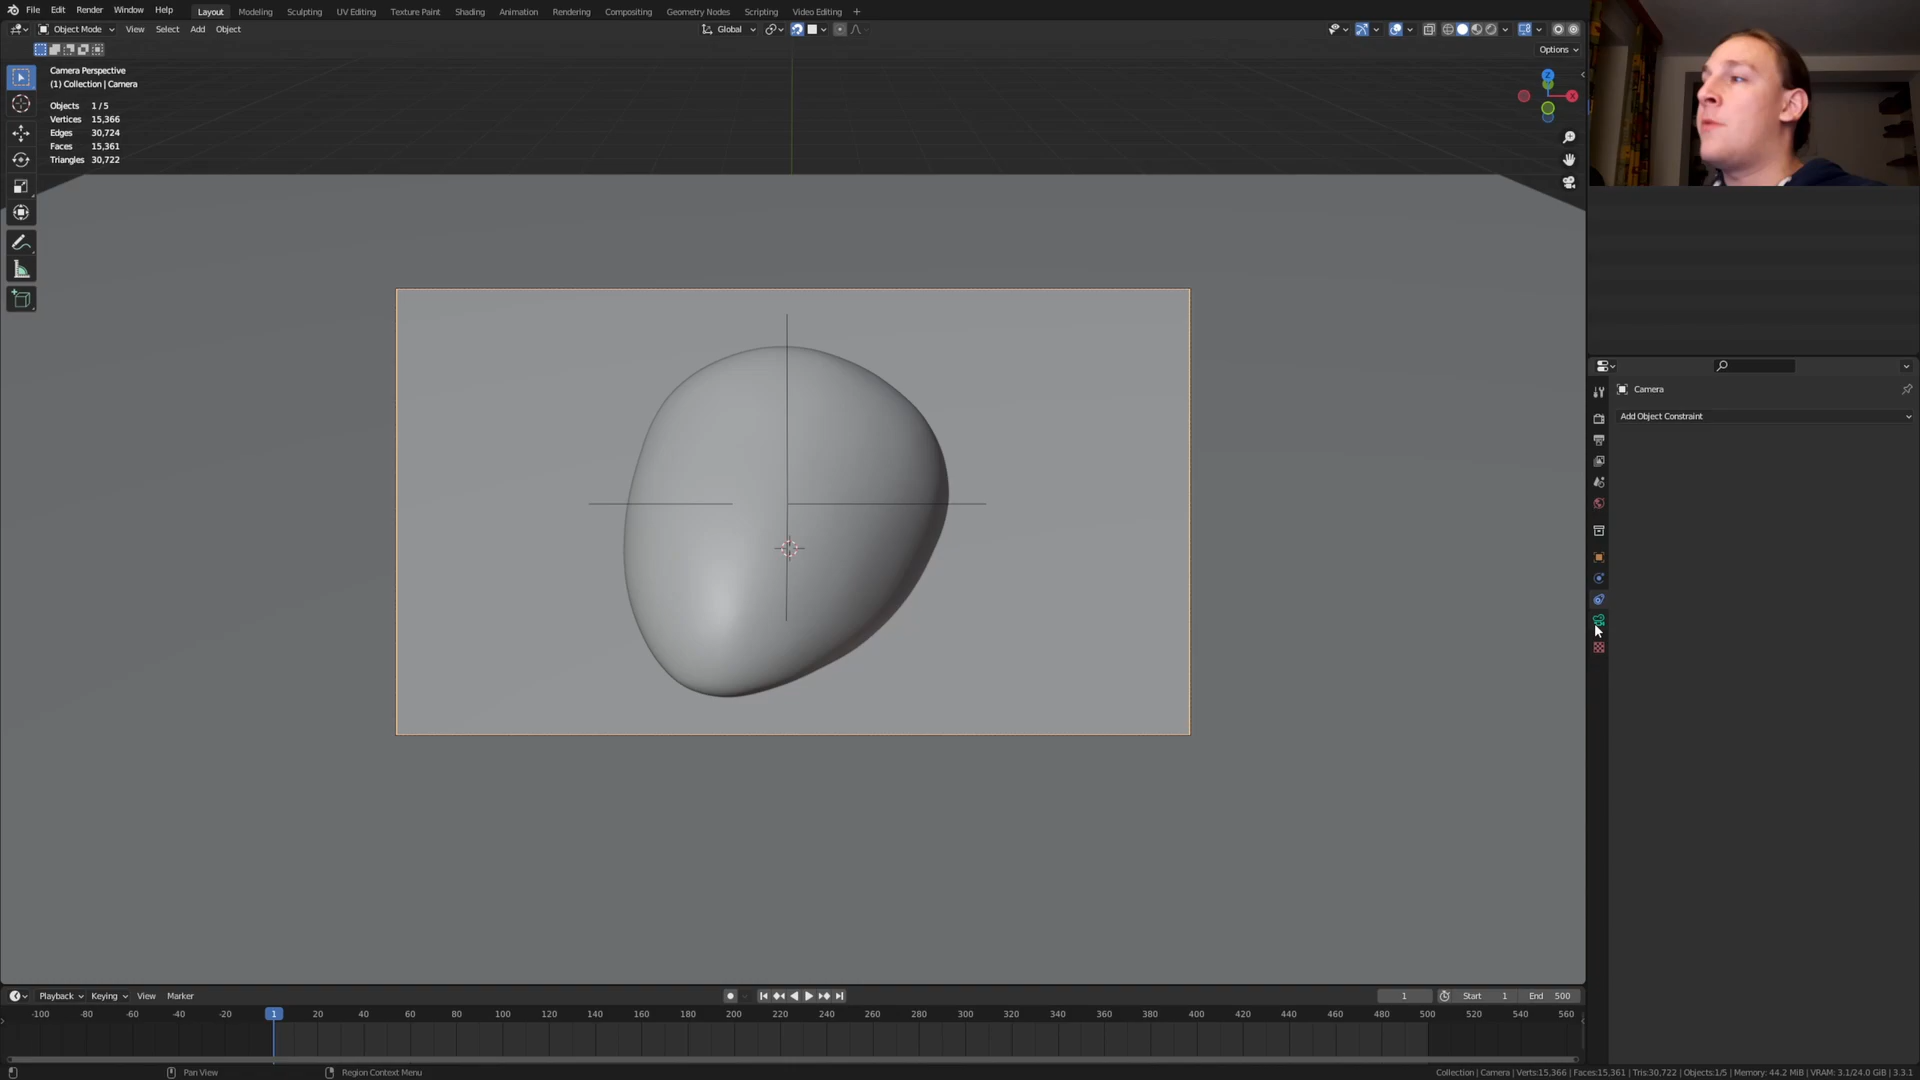 File Edit Render Window Help Layout Modeling Sculpting UV Editing Texture Paint Shading Animation Rendering Compositing Geometry Nodes Scripting Video Editing +
Object Mode View Select Add Object Global
Options
Camera Perspective
(1) Collection | Camera
Objects 1 / 5
Vertices 15,366
Edges 30,724
Faces 15,361
Triangles 30,722
Z
X
Camera
Add Object Constraint
Playback Keying View Marker 1 Start 1 End 500
-100 -80 -60 -40 -20 1 20 40 60 80 100 120 140 160 180 200 220 240 260 280 300 320 340 360 380 400 420 440 460 480 500 520 540 560
Pan View Region Context Menu Collection | Camera | Verts:15,366 | Faces:15,361 | Tris:30,722 | Objects:1/5 | Memory: 44.2 MiB | VRAM: 3.1/24.0 GiB | 3.3.1